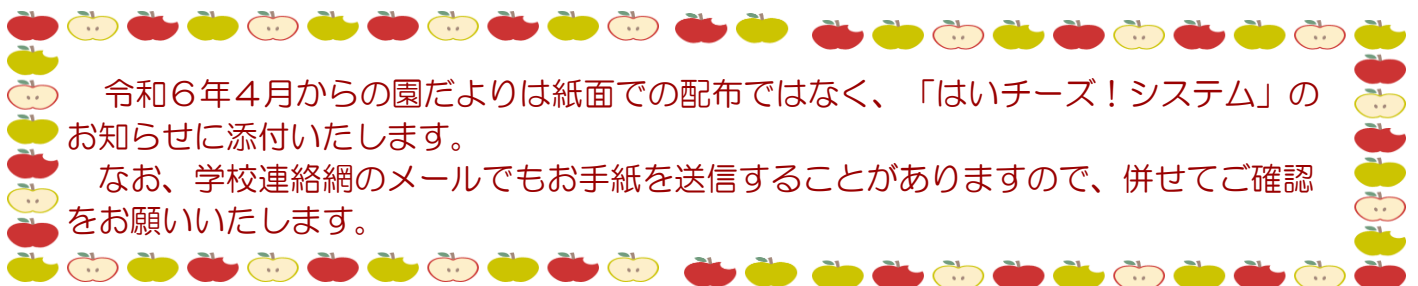 令和６年４月からの園だよりは紙面での配布ではなく、「はいチーズ！システム」の
お知らせに添付いたします。
なお、学校連絡網のメールでもお手紙を送信することがありますので、併せてご確認
をお願いいたします。